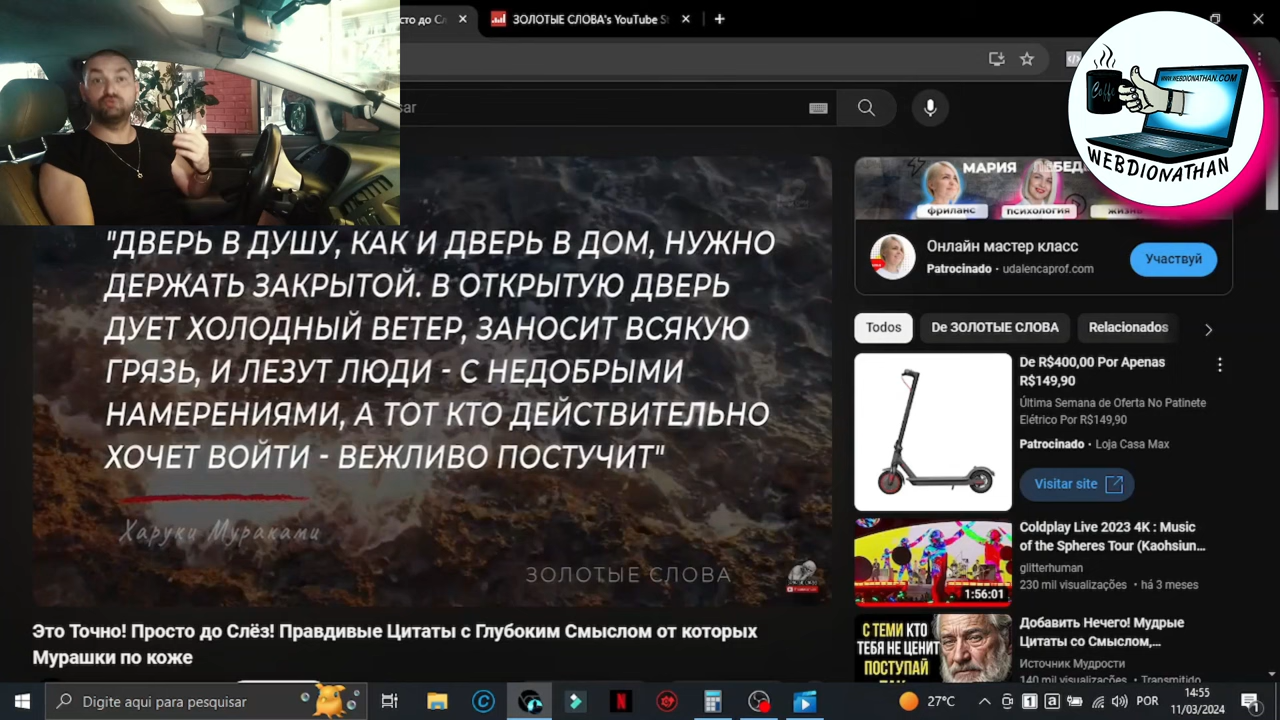 сто до Сл
ЗОЛОТЫЕ СЛОВА's YouTube S
sar
Coffe
WWW.WEBDIONATHAN.COM
WEBDIONATHAN
МАРИЯ
фриланс
психология
"ДВЕРЬ В ДУШУ, КАК И ДВЕРЬ В ДОМ, НУЖНО
ДЕРЖАТЬ ЗАКРЫТОЙ. В ОТКРЫТУЮ ДВЕРЬ
ДУЕТ ХОЛОДНЫЙ ВЕТЕР, ЗАНОСИТ ВСЯКУЮ
ГРЯЗЬ, И ЛЕЗУТ ЛЮДИ - С НЕДОБРЫМИ
НАМЕРЕНИЯМИ, А ТОТ КТО ДЕЙСТВИТЕЛЬНО
ХОЧЕТ ВОЙТИ - ВЕЖЛИВО ПОСТУЧИТ"
Харуки Мураками
ЗОЛОТЫЕ СЛОВА
Это Точно! Просто до Слёз! Правдивые Цитаты с Глубоким Смыслом от которых
Мурашки по коже
Онлайн мастер класс
Patrocinado · udalencaprof.com
Участвуй
Todos
De ЗОЛОТЫЕ СЛОВА
Relacionados
De R$400,00 Por Apenas
R$149,90
Última Semana de Oferta No Patinete
Elétrico Por R$149,90
Patrocinado · Loja Casa Max
Visitar site
Coldplay Live 2023 4K : Music
of the Spheres Tour (Kaohsiun...
glitterhuman
230 mil visualizações · há 3 meses
1:56:01
С ТЕМИ КТО
ТЕБЯ НЕ ЦЕНИТ
ПОСТУПАЙ
Добавить Нечего! Мудрые
Цитаты со Смыслом,...
Источник Мудрости
140 mil visualizações · Transmitido
Digite aqui para pesquisar
27°C
POR
14:55
11/03/2024